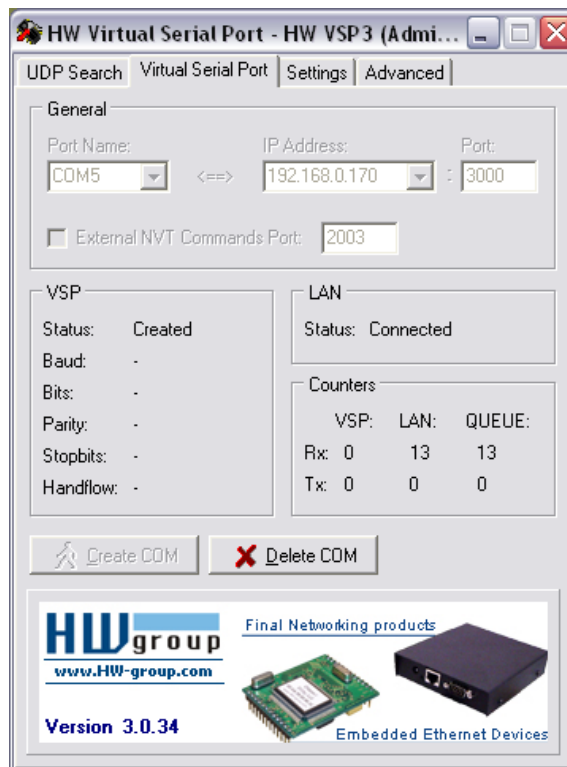 HW Virtual Serial Port - HW VSP3 (Admi...
UDP Search Virtual Serial Port Settings Advanced
General
Port Name: IP Address: Port:
COM5 <==> 192.168.0.170 : 3000
External NVT Commands Port: 2003
VSP
Status: Created
Baud: -
Bits: -
Parity: -
Stopbits: -
Handflow: -
LAN
Status: Connected
Counters
VSP: LAN: QUEUE:
Rx: 0 13 13
Tx: 0 0 0
Create COM Delete COM
HW group
www.HW-group.com
Version 3.0.34
Final Networking products
Embedded Ethernet Devices